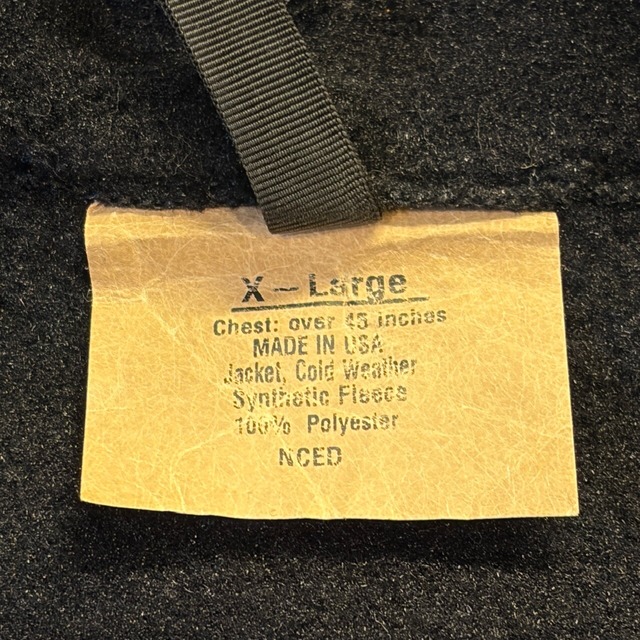 X-Large
Chest: over 45 inches
MADE IN USA
Jacket, Cold Weather
Synthetic Fleece
100% Polyester
NCED